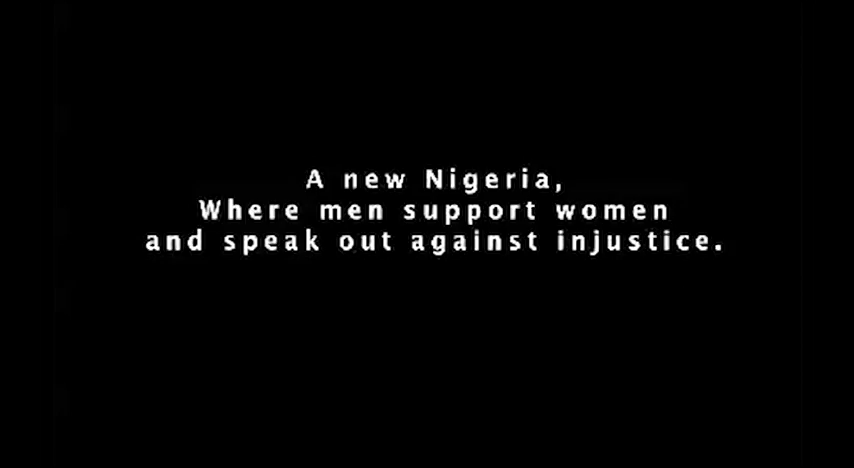 A new Nigeria,
Where men support women
and speak out against injustice.